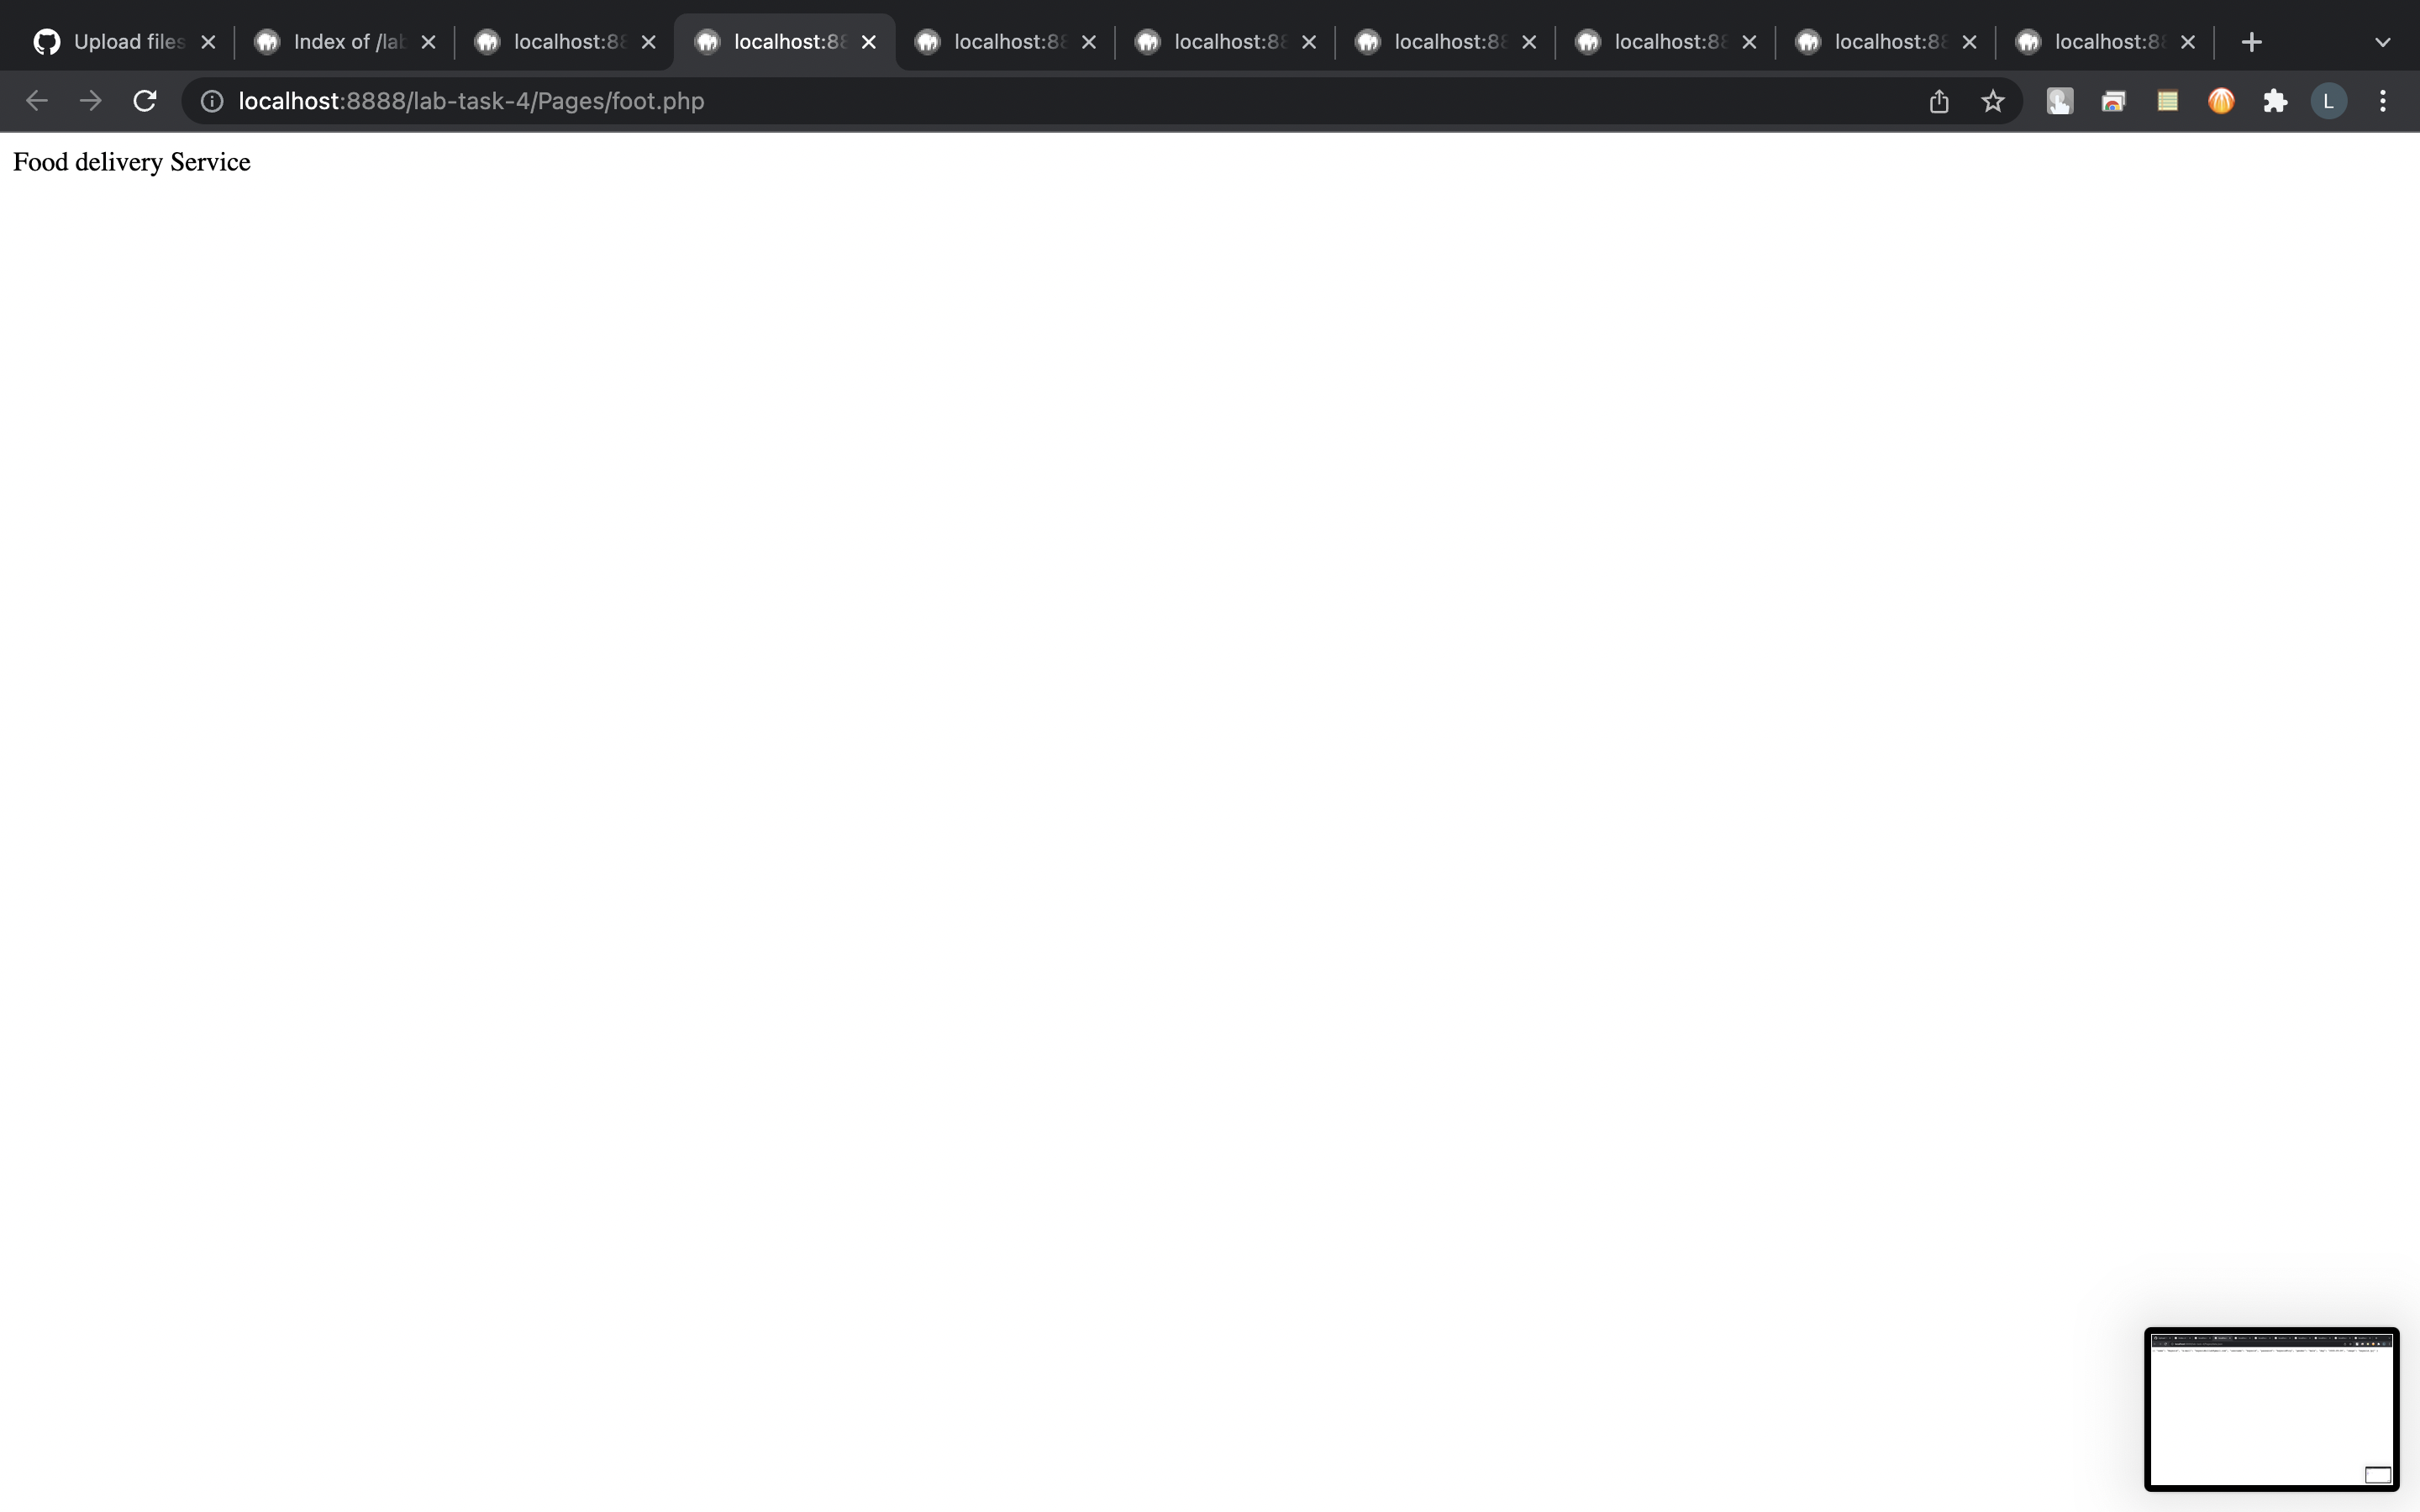 Upload files
Index of /lab
localhost:88
localhost:88
localhost:88
localhost:88
localhost:88
localhost:88
localhost:88
localhost:88
localhost:8888/lab-task-4/Pages/foot.php
L
Food delivery Service